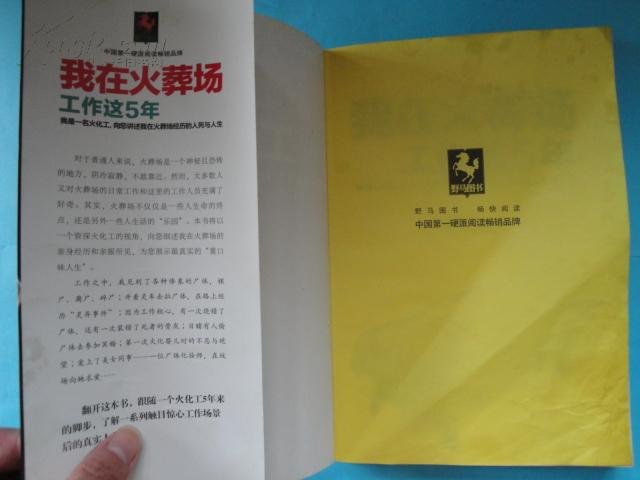 中国第一硬派阅读畅销品牌
我在火葬场
工作这5年
我是一名火化工，向您讲述我在火葬场经历的人死与人生
对于普通人来说，火葬场是一个神秘且恐怖
的地方，阴冷寂静，不敢靠近。然而，大多数人
又对火葬场的日常工作和这里的工作人员充满了
好奇。其实，火葬场不仅仅是一些人生命的终
点，还是另外一些人生活的“乐园”。本书将以
一个资深火化工的视角，向您细述我在火葬场的
亲身经历和亲眼所见，为您展示最真实的“重口
味人生”。
工作之中，我见到了各种惨象的尸体，裸
尸、腐尸、碎尸；开着灵车去拉尸体，在路上经
历“灵异事件”；因为工作粗心，有一次烧错了
尸体，还有一次装错了死者的骨灰；目睹有人偷
尸体去参加冥婚；第一次火化婴儿时的不忍与绝
望；爱上了美女同事——一位尸体化妆师，在坟
场向她求爱……
翻开这本书，跟随一个火化工5年来
的脚步，了解一系列触目惊心工作场景
后的真实人
野马图书
野马图书 畅快阅读
中国第一硬派阅读畅销品牌